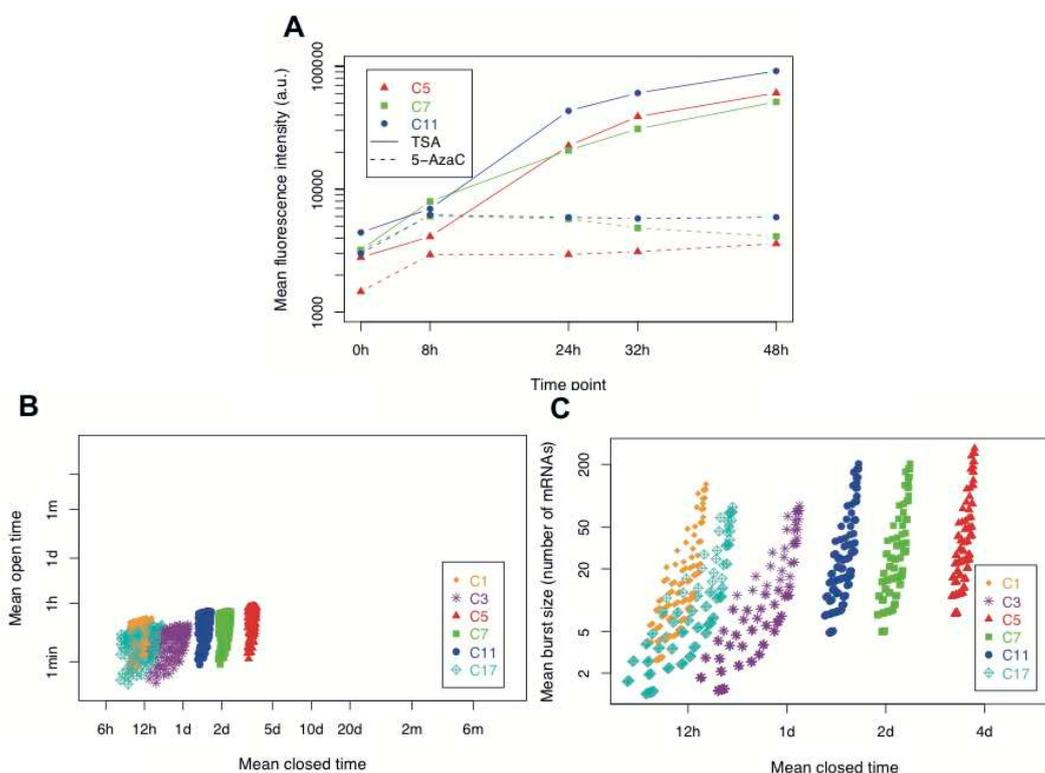 A
Mean fluorescence intensity (a.u.)
100000
10000
1000
C5
C7
C11
TSA
5−AzaC
0h 8h 24h 32h 48h
Time point
B
Mean open time
1m
1d
1h
1min
C1
C3
C5
C7
C11
C17
6h 12h 1d 2d 5d 10d 20d 2m 6m
Mean closed time
C
Mean burst size (number of mRNAs)
200
50
20
5
2
C1
C3
C5
C7
C11
C17
12h 1d 2d 4d
Mean closed time